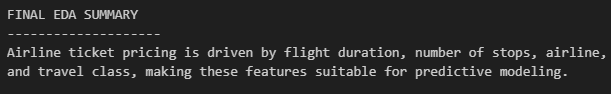 FINAL EDA SUMMARY
--------------------
Airline ticket pricing is driven by flight duration, number of stops, airline,
and travel class, making these features suitable for predictive modeling.